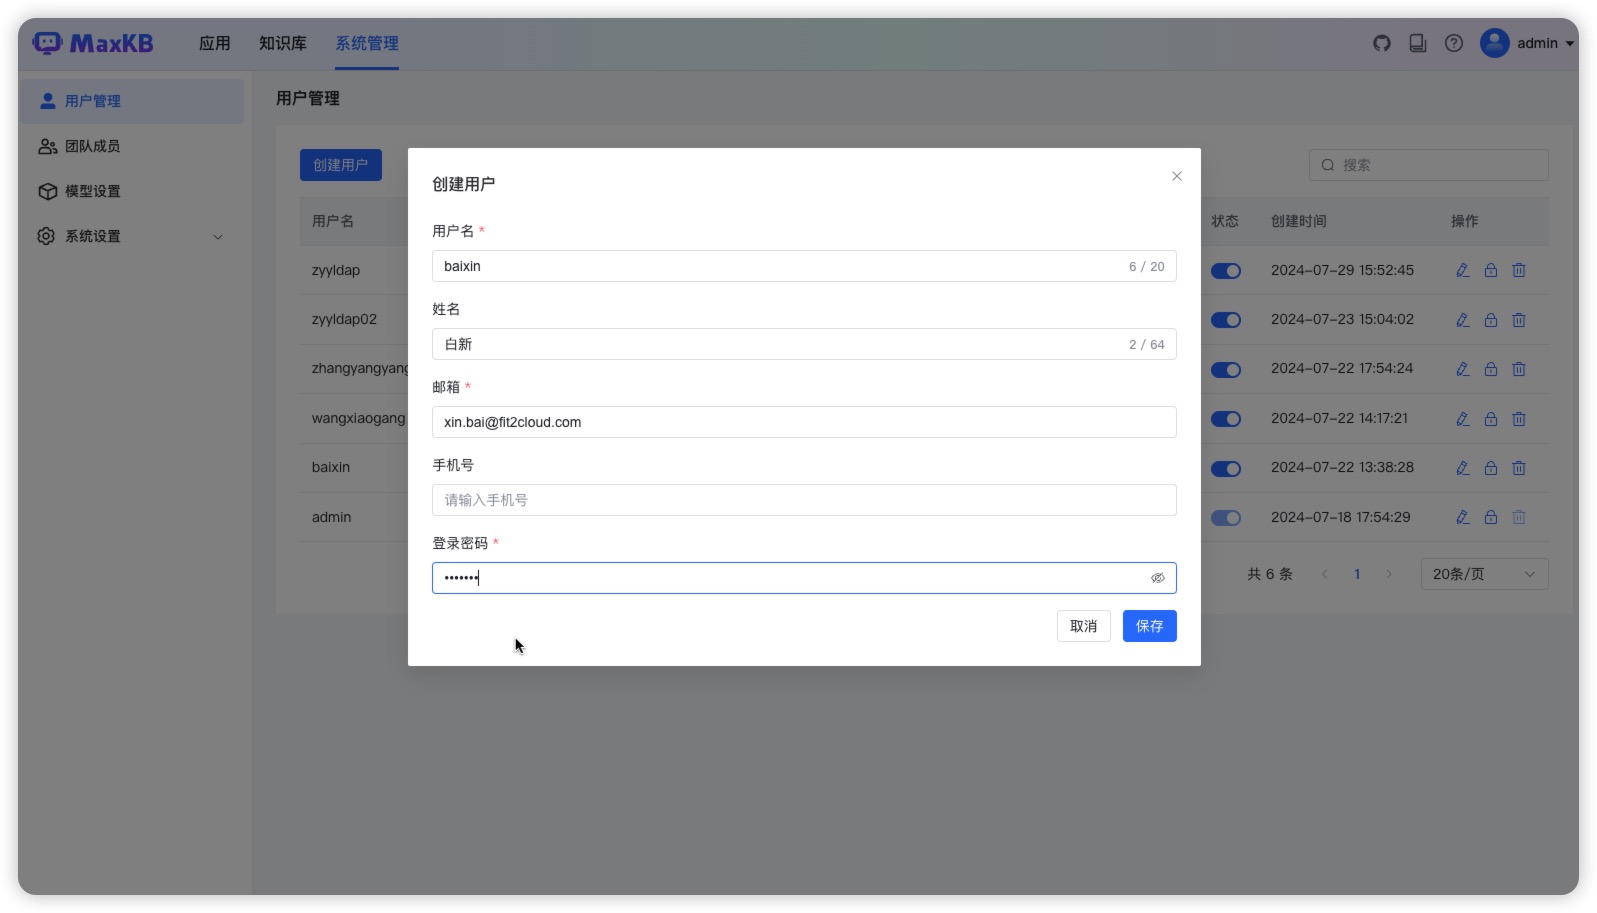 MaxKB 应用 知识库 系统管理 admin
用户管理
团队成员
模型设置
系统设置
用户管理
创建用户 搜索
用户名 状态 创建时间 操作
zyyldap 2024-07-29 15:52:45
zyyldap02 2024-07-23 15:04:02
zhangyangyang 2024-07-22 17:54:24
wangxiaogang 2024-07-22 14:17:21
baixin 2024-07-22 13:38:28
admin 2024-07-18 17:54:29
共 6 条 1 20条/页
创建用户
用户名 *
baixin 6 / 20
姓名
白新 2 / 64
邮箱 *
xin.bai@fit2cloud.com
手机号
请输入手机号
登录密码 *
•••••••
取消 保存